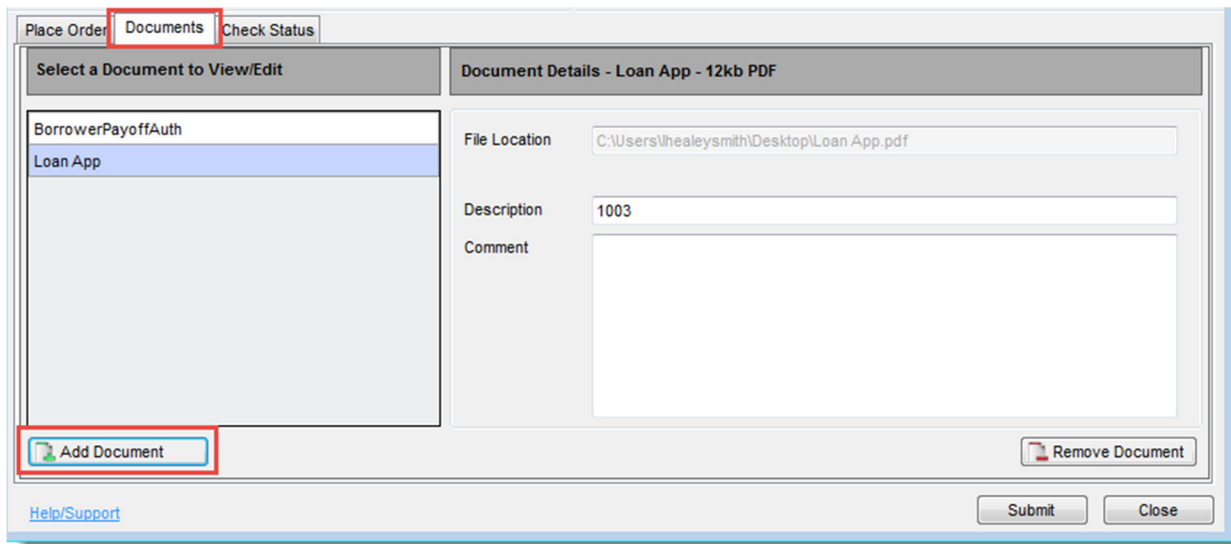 Place Order Documents Check Status
Select a Document to View/Edit
Document Details - Loan App - 12kb PDF
BorrowerPayoffAuth
Loan App
File Location C:\Users\lhealeysmith\Desktop\Loan App.pdf
Description 1003
Comment
Add Document
Remove Document
Help/Support
Submit Close